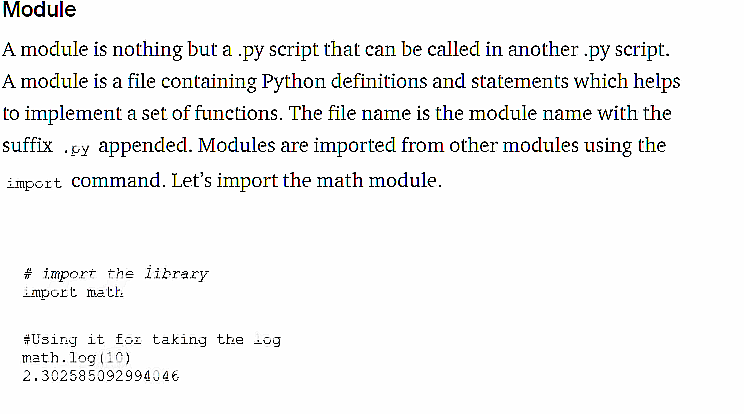 Module
A module is nothing but a .py script that can be called in another .py script.
A module is a file containing Python definitions and statements which helps
to implement a set of functions. The file name is the module name with the
suffix .py appended. Modules are imported from other modules using the
import command. Let’s import the math module.
# import the library
import math
#Using it for taking the log
math.log(10)
2.302585092994046